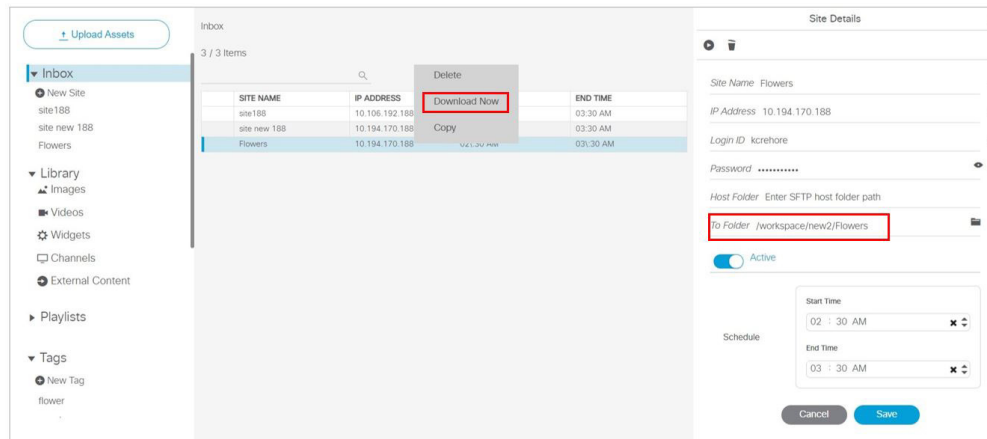 Upload Assets
Inbox
New Site
site188
site new 188
Flowers
Library
Images
Videos
Widgets
Channels
External Content
Playlists
Tags
New Tag
flower
Inbox
3 / 3 Items
Delete
Download Now
Copy
SITE NAME IP ADDRESS END TIME
site188 10.106.192.188 03:30 AM
site new 188 10.194.170.188 03:30 AM
Flowers 10.194.170.188 02\:30 AM 03\:30 AM
Site Details
Site Name Flowers
IP Address 10.194.170.188
Login ID kcrehore
Password •••••••••••
Host Folder Enter SFTP host folder path
To Folder /workspace/new2/Flowers
Active
Schedule
Start Time
02 : 30 AM
End Time
03 : 30 AM
Cancel Save